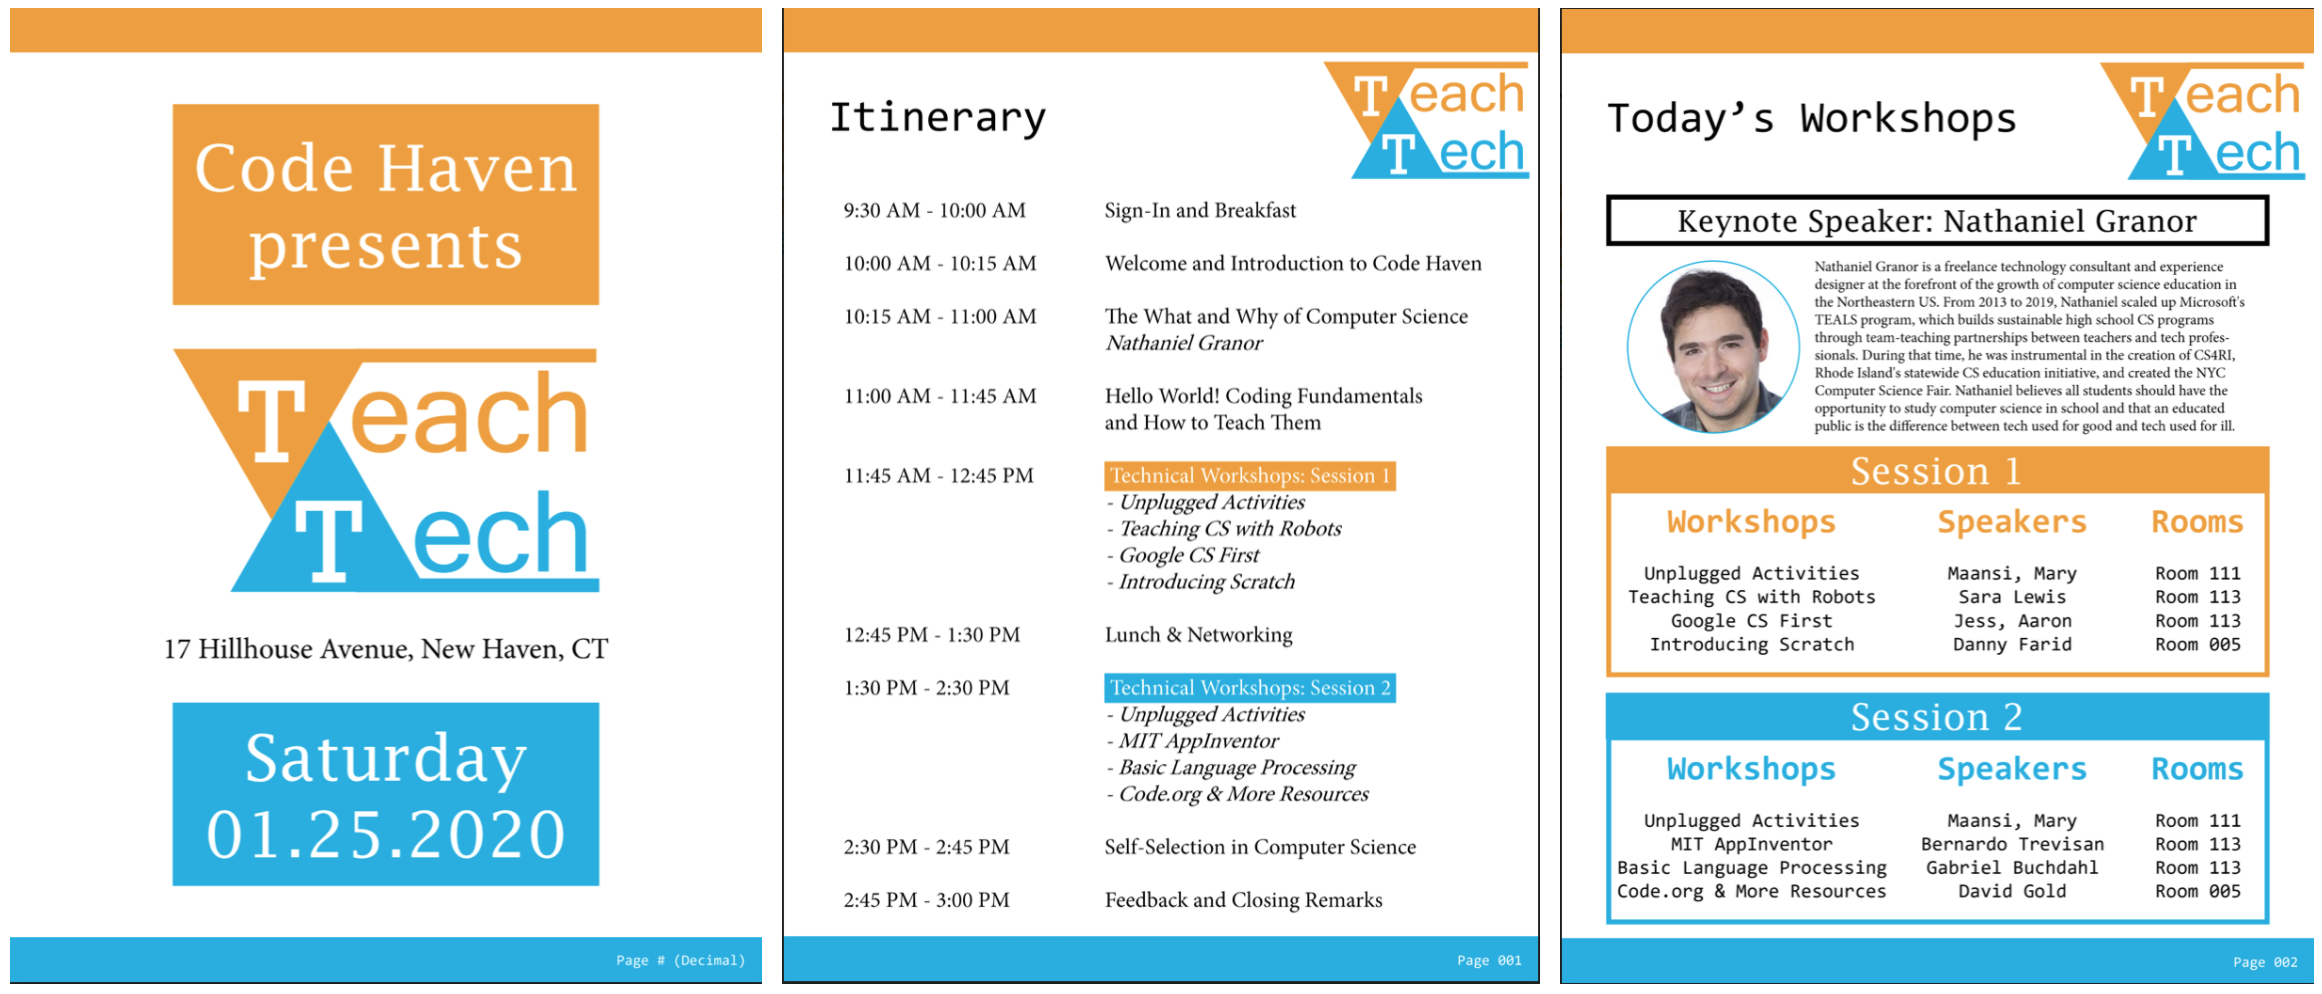 Code Haven
presents
Teach
Tech
17 Hillhouse Avenue, New Haven, CT
Saturday
01.25.2020
Page # (Decimal)
Itinerary
Teach
Tech
9:30 AM - 10:00 AM Sign-In and Breakfast
10:00 AM - 10:15 AM Welcome and Introduction to Code Haven
10:15 AM - 11:00 AM The What and Why of Computer Science
Nathaniel Granor
11:00 AM - 11:45 AM Hello World! Coding Fundamentals
and How to Teach Them
11:45 AM - 12:45 PM Technical Workshops: Session 1
- Unplugged Activities
- Teaching CS with Robots
- Google CS First
- Introducing Scratch
12:45 PM - 1:30 PM Lunch & Networking
1:30 PM - 2:30 PM Technical Workshops: Session 2
- Unplugged Activities
- MIT AppInventor
- Basic Language Processing
- Code.org & More Resources
2:30 PM - 2:45 PM Self-Selection in Computer Science
2:45 PM - 3:00 PM Feedback and Closing Remarks
Page 001
Today's Workshops
Teach
Tech
Keynote Speaker: Nathaniel Granor
Nathaniel Granor is a freelance technology consultant and experience
designer at the forefront of the growth of computer science education in
the Northeastern US. From 2013 to 2019, Nathaniel scaled up Microsoft's
TEALS program, which builds sustainable high school CS programs
through team-teaching partnerships between teachers and tech profes-
sionals. During that time, he was instrumental in the creation of CS4RI,
Rhode Island's statewide CS education initiative, and created the NYC
Computer Science Fair. Nathaniel believes all students should have the
opportunity to study computer science in school and that an educated
public is the difference between tech used for good and tech used for ill.
Session 1
Workshops Speakers Rooms
Unplugged Activities Maansi, Mary Room 111
Teaching CS with Robots Sara Lewis Room 113
Google CS First Jess, Aaron Room 113
Introducing Scratch Danny Farid Room 005
Session 2
Workshops Speakers Rooms
Unplugged Activities Maansi, Mary Room 111
MIT AppInventor Bernardo Trevisan Room 113
Basic Language Processing Gabriel Buchdahl Room 113
Code.org & More Resources David Gold Room 005
Page 002